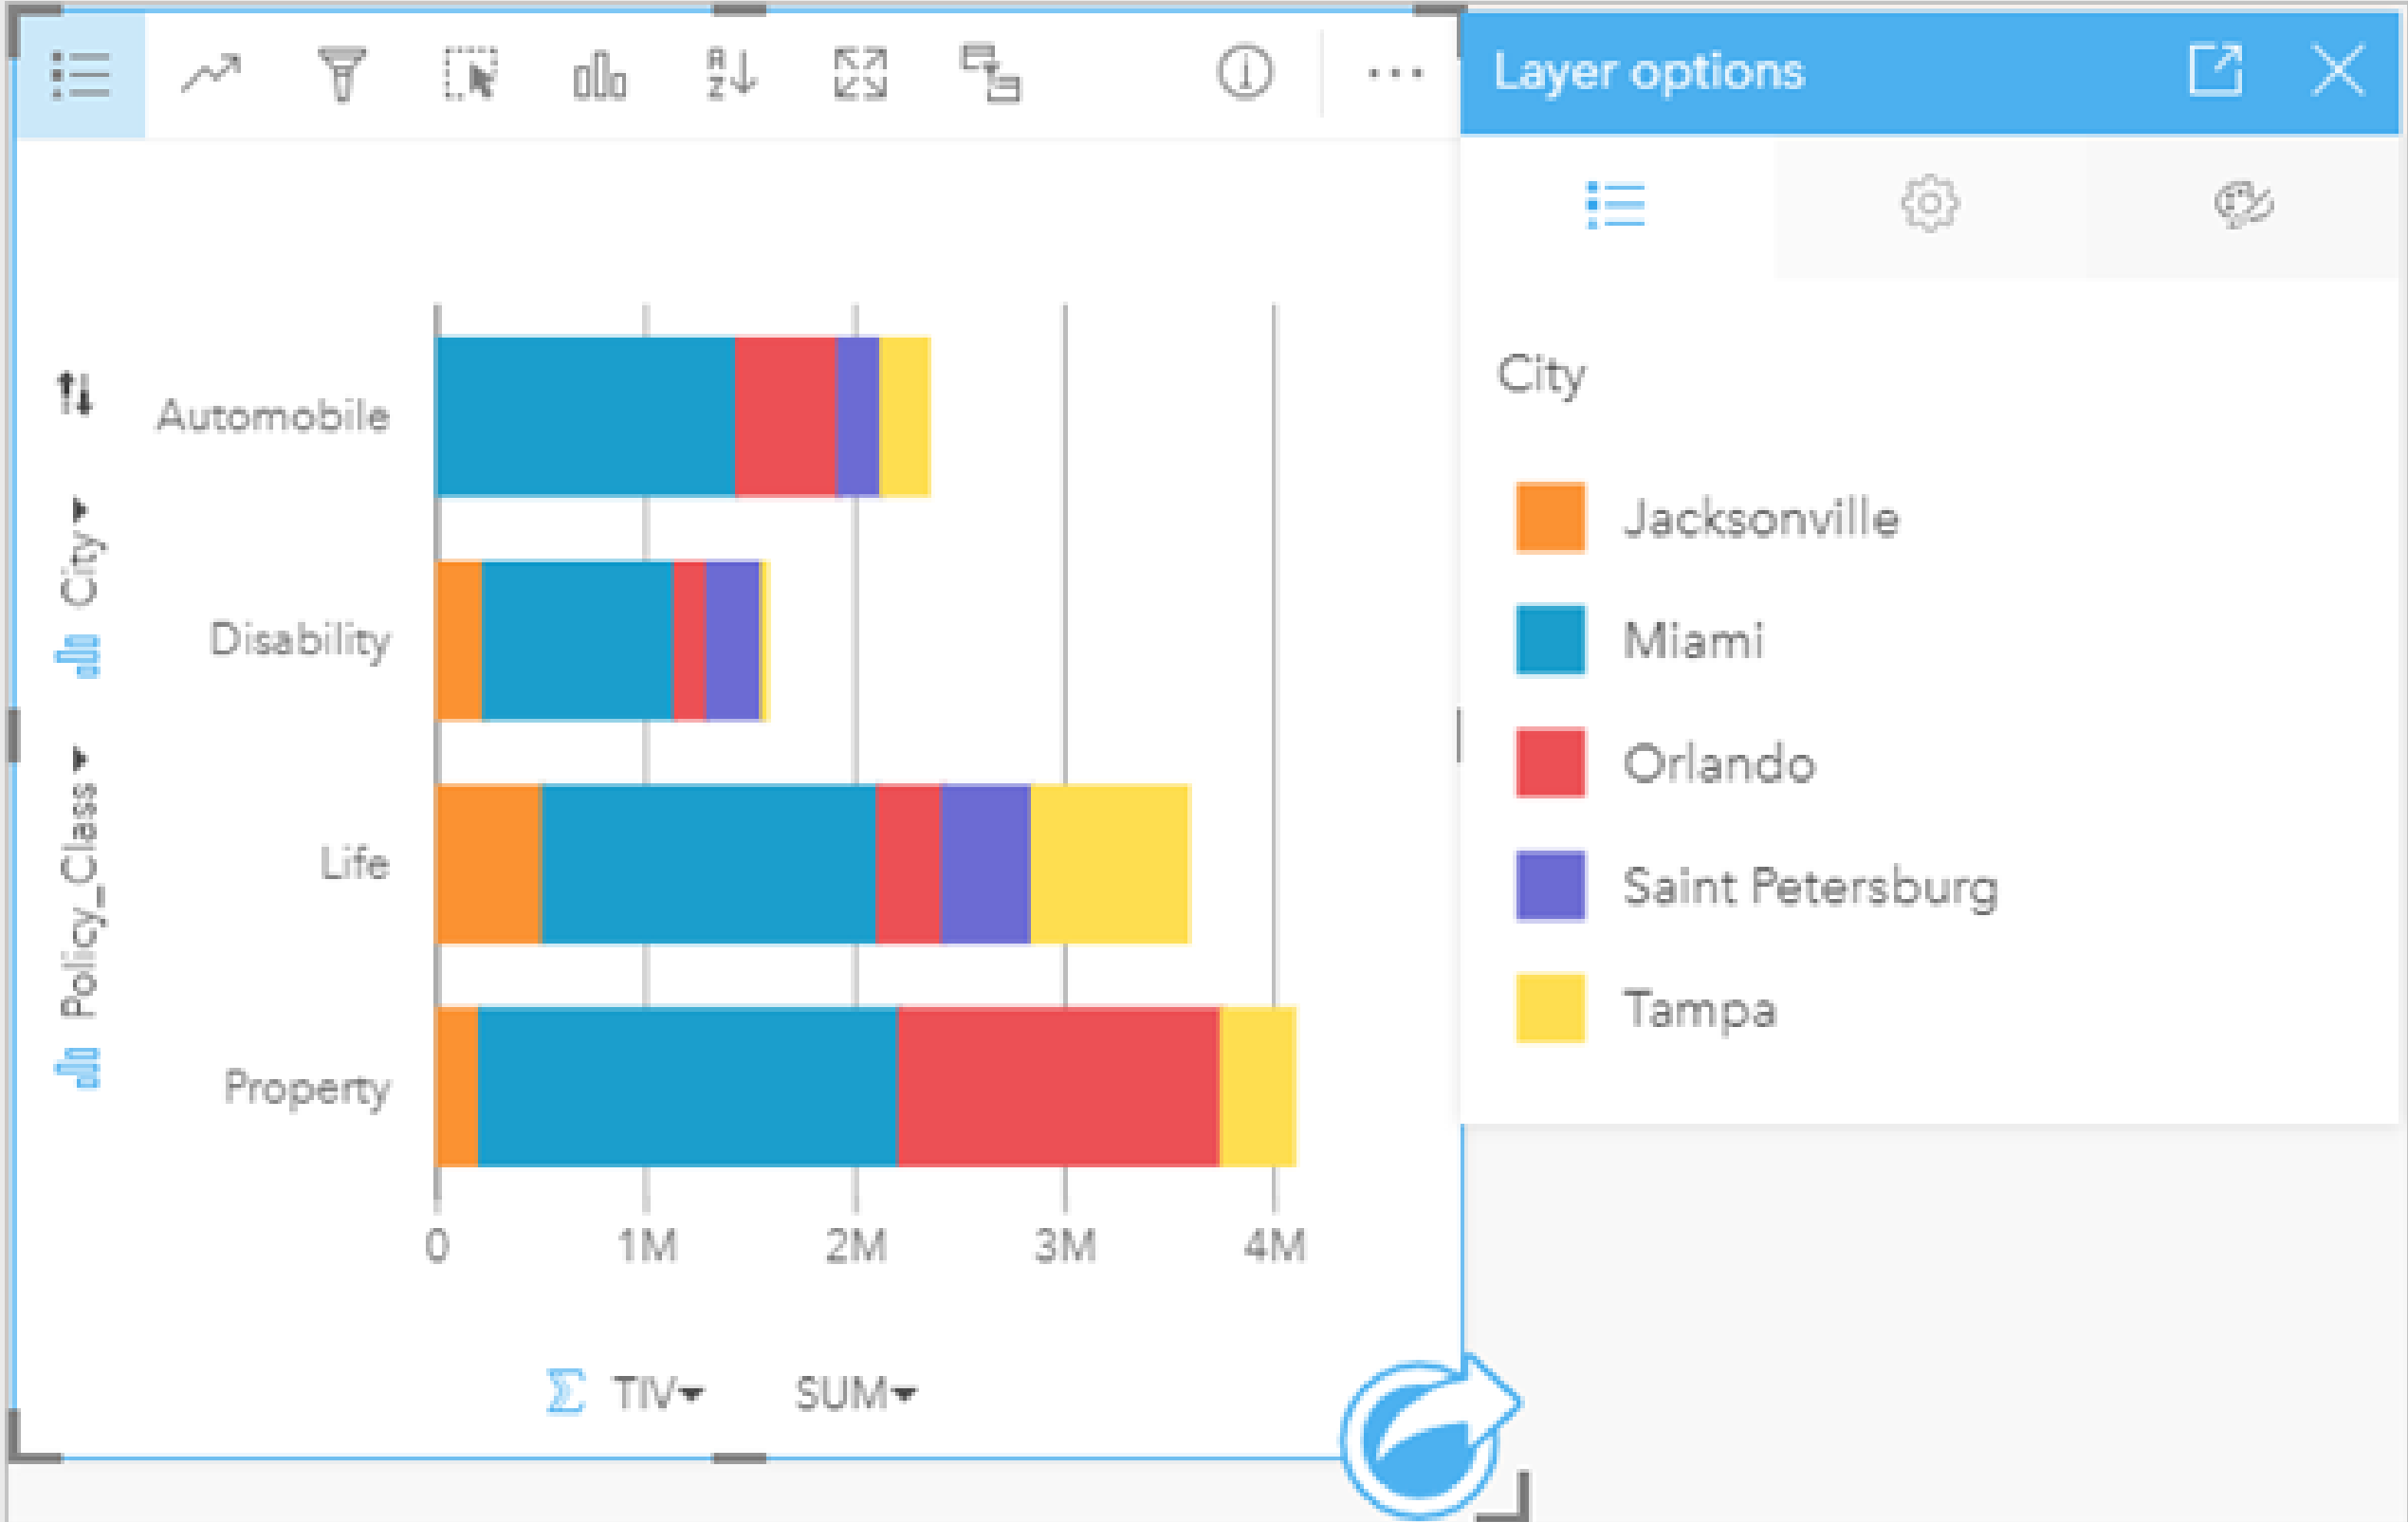 Layer options
City
Jacksonville
Miami
Orlando
Saint Petersburg
Tampa
City
Policy_Class
Automobile
Disability
Life
Property
0 1M 2M 3M 4M
TIV SUM